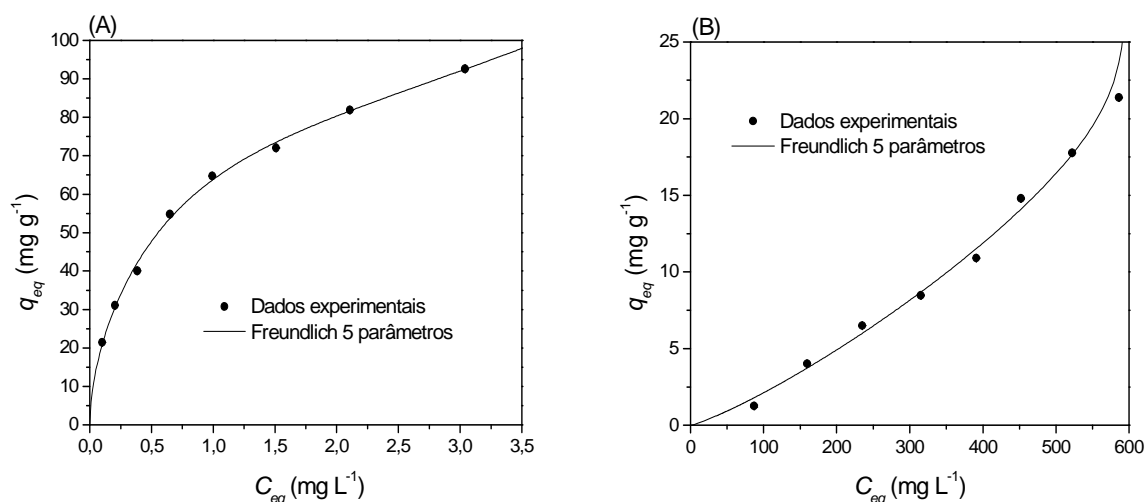 (A)
100
90
80
70
60
50
40
30
20
10
0
q_eq (mg g⁻¹)
Dados experimentais
Freundlich 5 parâmetros
0,0 0,5 1,0 1,5 2,0 2,5 3,0 3,5
C_eq (mg L⁻¹)
(B)
25
20
15
10
5
0
q_eq (mg g⁻¹)
Dados experimentais
Freundlich 5 parâmetros
0 100 200 300 400 500 600
C_eq (mg L⁻¹)